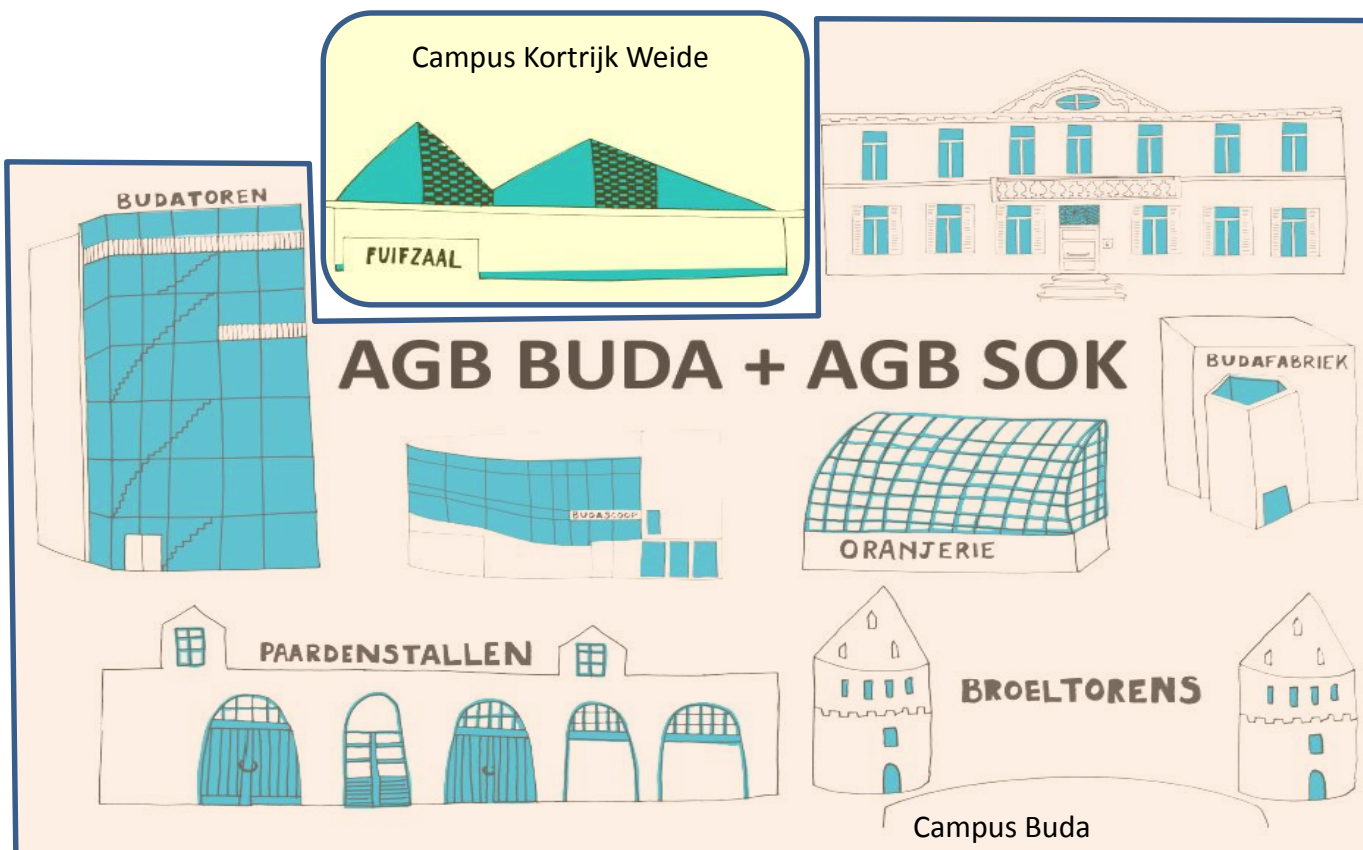 Campus Kortrijk Weide
BUDATOREN
FUIFZAAL
AGB BUDA + AGB SOK
BUDAFABRIEK
BUDASCOOP
ORANJERIE
PAARDENSTALLEN
BROELTORENS
Campus Buda